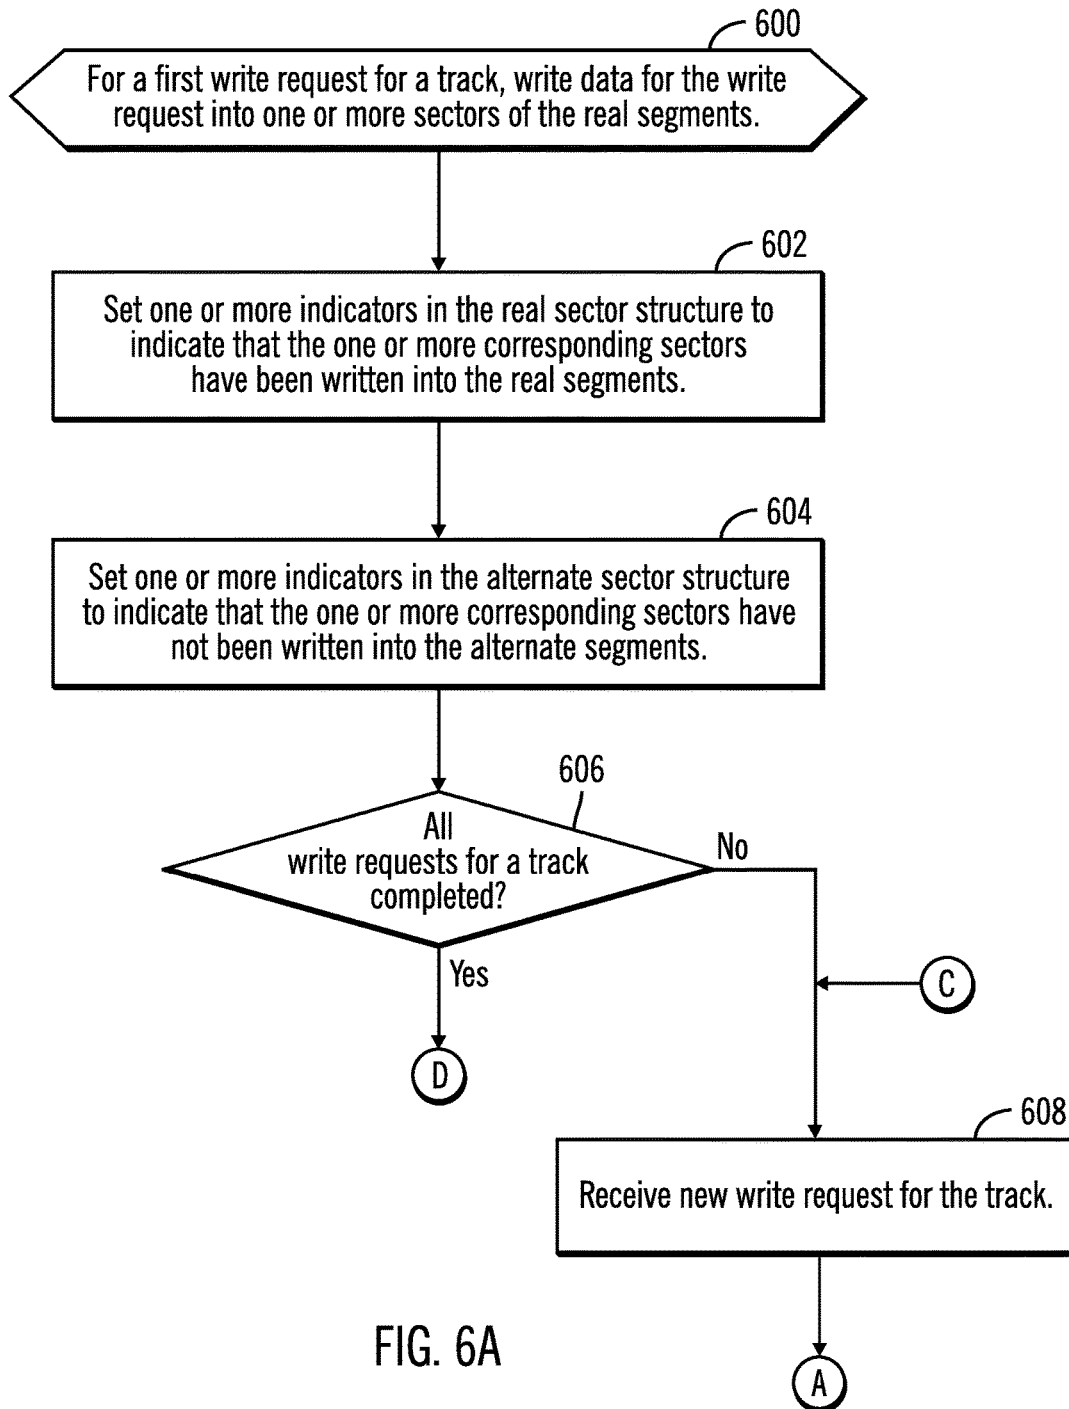 600
For a first write request for a track, write data for the write
request into one or more sectors of the real segments.
602
Set one or more indicators in the real sector structure to
indicate that the one or more corresponding sectors
have been written into the real segments.
604
Set one or more indicators in the alternate sector structure
to indicate that the one or more corresponding sectors have
not been written into the alternate segments.
606
All
write requests for a track
completed?
No
Yes
C
D
608
Receive new write request for the track.
FIG. 6A
A